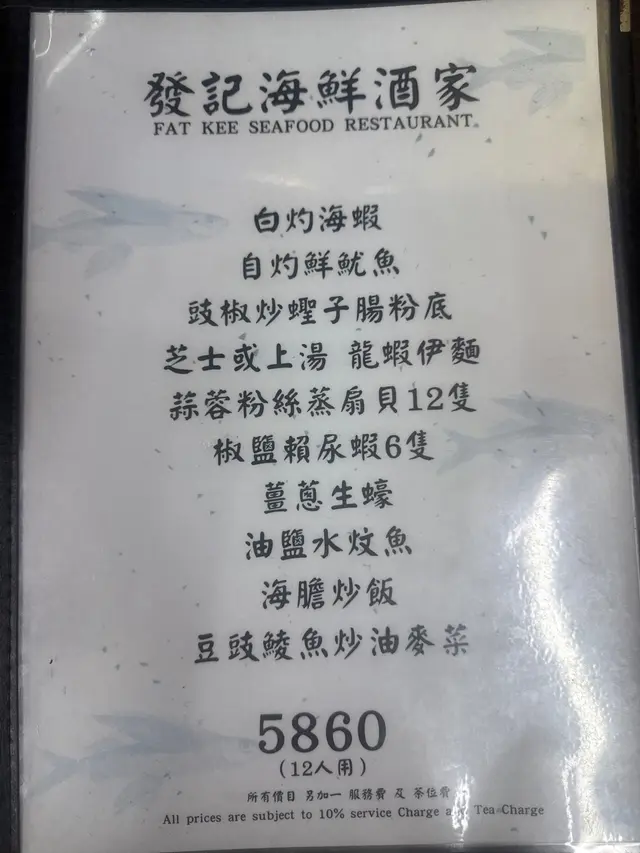 發記海鮮酒家
FAT KEE SEAFOOD RESTAURANT.
白灼海蝦
自灼鮮魷魚
豉椒炒蟶子腸粉底
芝士或上湯 龍蝦伊麵
蒜蓉粉絲蒸扇貝12隻
椒鹽賴尿蝦6隻
薑蔥生蠔
油鹽水炆魚
海膽炒飯
豆豉鯪魚炒油麥菜
5860
(12人用)
所有價目 另加一 服務費 及 茶位費
All prices are subject to 10% service Charge a Tea Charge